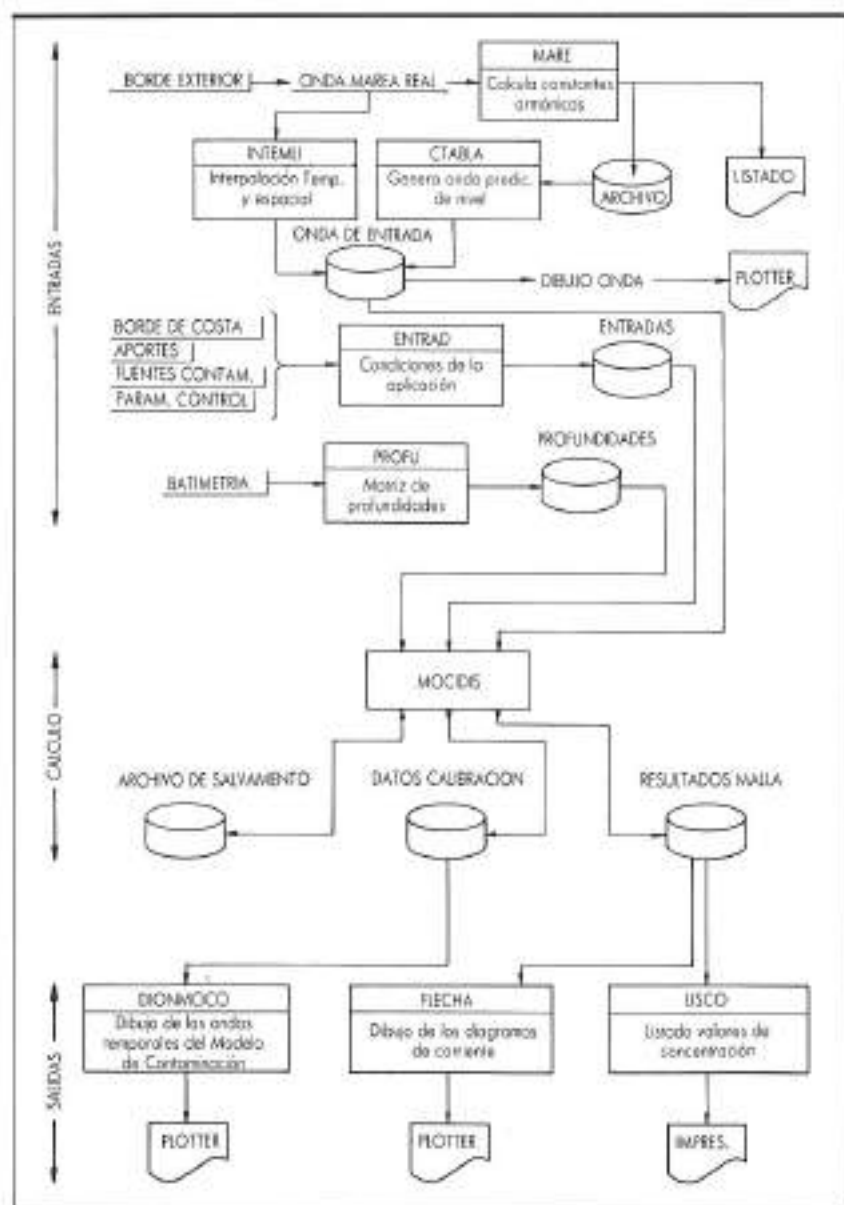 MARE
BORDE EXTERIOR
ONDA MAREA REAL
Calcula constantes
armónicas
INTEMLI
CTABLA
Interpolación Temp.
y espacial
Genera onda predic.
de nivel
ARCHIVO
LISTADO
ONDA DE ENTRADA
DIBUJO ONDA
PLOTTER
ENTRADAS
BORDE DE COSTA
APORTES
FUENTES CONTAM.
PARAM. CONTROL
ENTRAD
Condiciones de la
aplicación
ENTRADAS
PROFUNDIDADES
BATIMETRIA
PROFU
Matriz de
profundidades
MOCIDIS
CALCULO
ARCHIVO DE SALVAMENTO
DATOS CALIBRACION
RESULTADOS MALLA
SALIDAS
DIONMOCO
Dibujo de las ondas
temporales del Modelo
de Contaminación
FLECHA
Dibujo de los diagramas
de corriente
LISCO
Listado valores de
concentración
PLOTTER
PLOTTER
IMPRES.